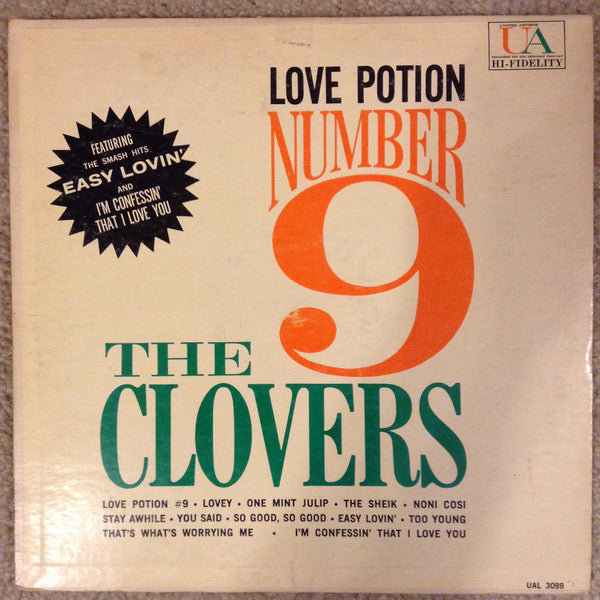 UNITED ARTISTS
UA
HI-FIDELITY
LOVE POTION
NUMBER
9
FEATURING
THE SMASH HITS
EASY LOVIN'
AND
I'M CONFESSIN'
THAT I LOVE YOU
THE
CLOVERS
LOVE POTION #9 • LOVEY • ONE MINT JULIP • THE SHEIK • NONI COSI
STAY AWHILE • YOU SAID • SO GOOD, SO GOOD • EASY LOVIN' • TOO YOUNG
THAT'S WHAT'S WORRYING ME • I'M CONFESSIN' THAT I LOVE YOU
UAL 3099